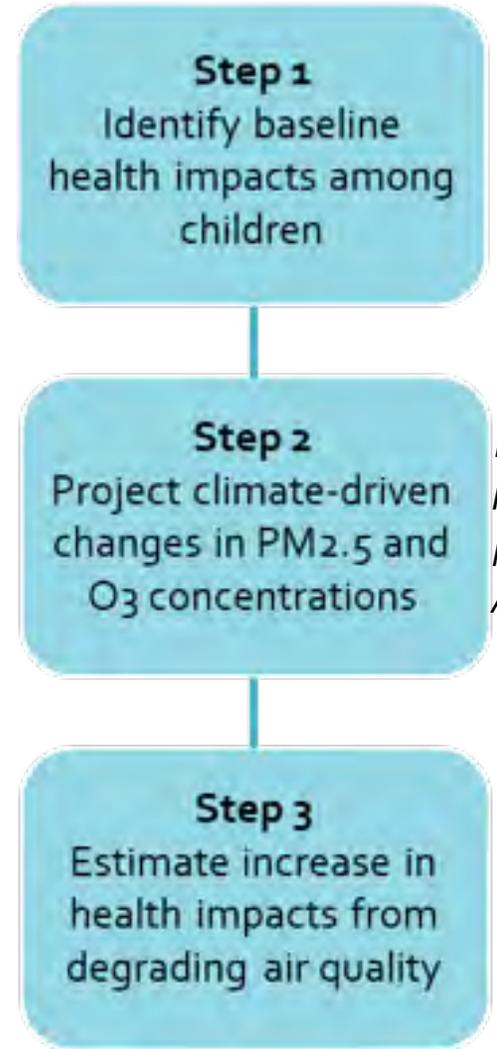 Step 1
Identify baseline
health impacts among
children
Step 2
Project climate-driven
changes in PM2.5 and
O3 concentrations
Step 3
Estimate increase in
health impacts from
degrading air quality